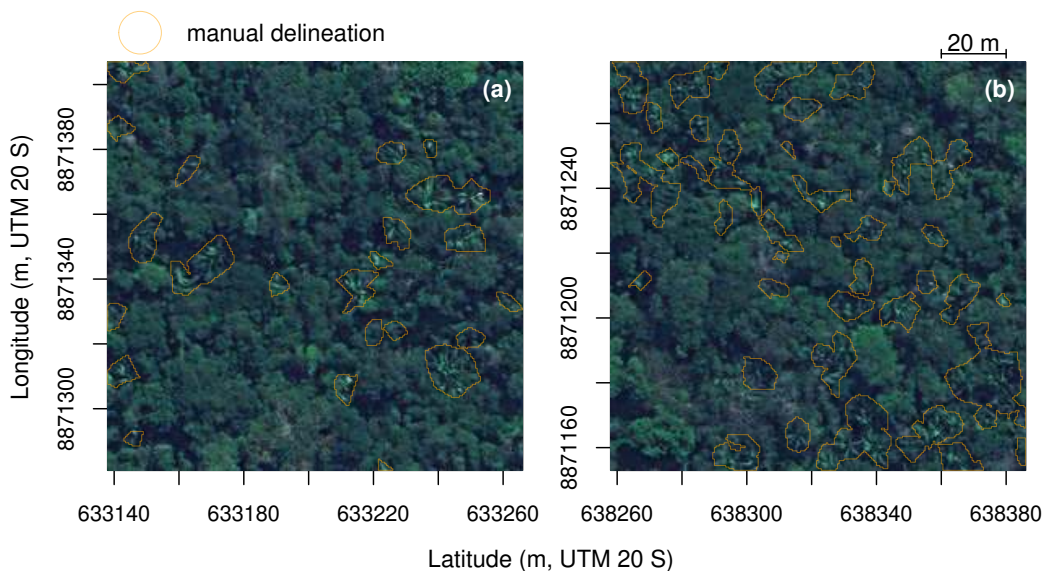 manual delineation
20 m
(a)
(b)
Longitude (m, UTM 20 S)
8871380
8871340
8871300
8871240
8871200
8871160
633140 633180 633220 633260
638260 638300 638340 638380
Latitude (m, UTM 20 S)